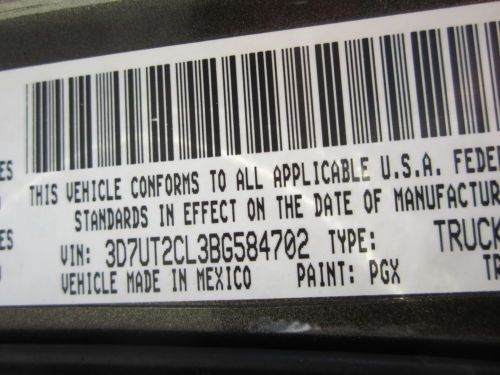 THIS VEHICLE CONFORMS TO ALL APPLICABLE U.S.A. FEDE
STANDARDS IN EFFECT ON THE DATE OF MANUFACTUR
VIN: 3D7UT2CL3BG584702 TYPE: TRUCK
VEHICLE MADE IN MEXICO PAINT: PGX